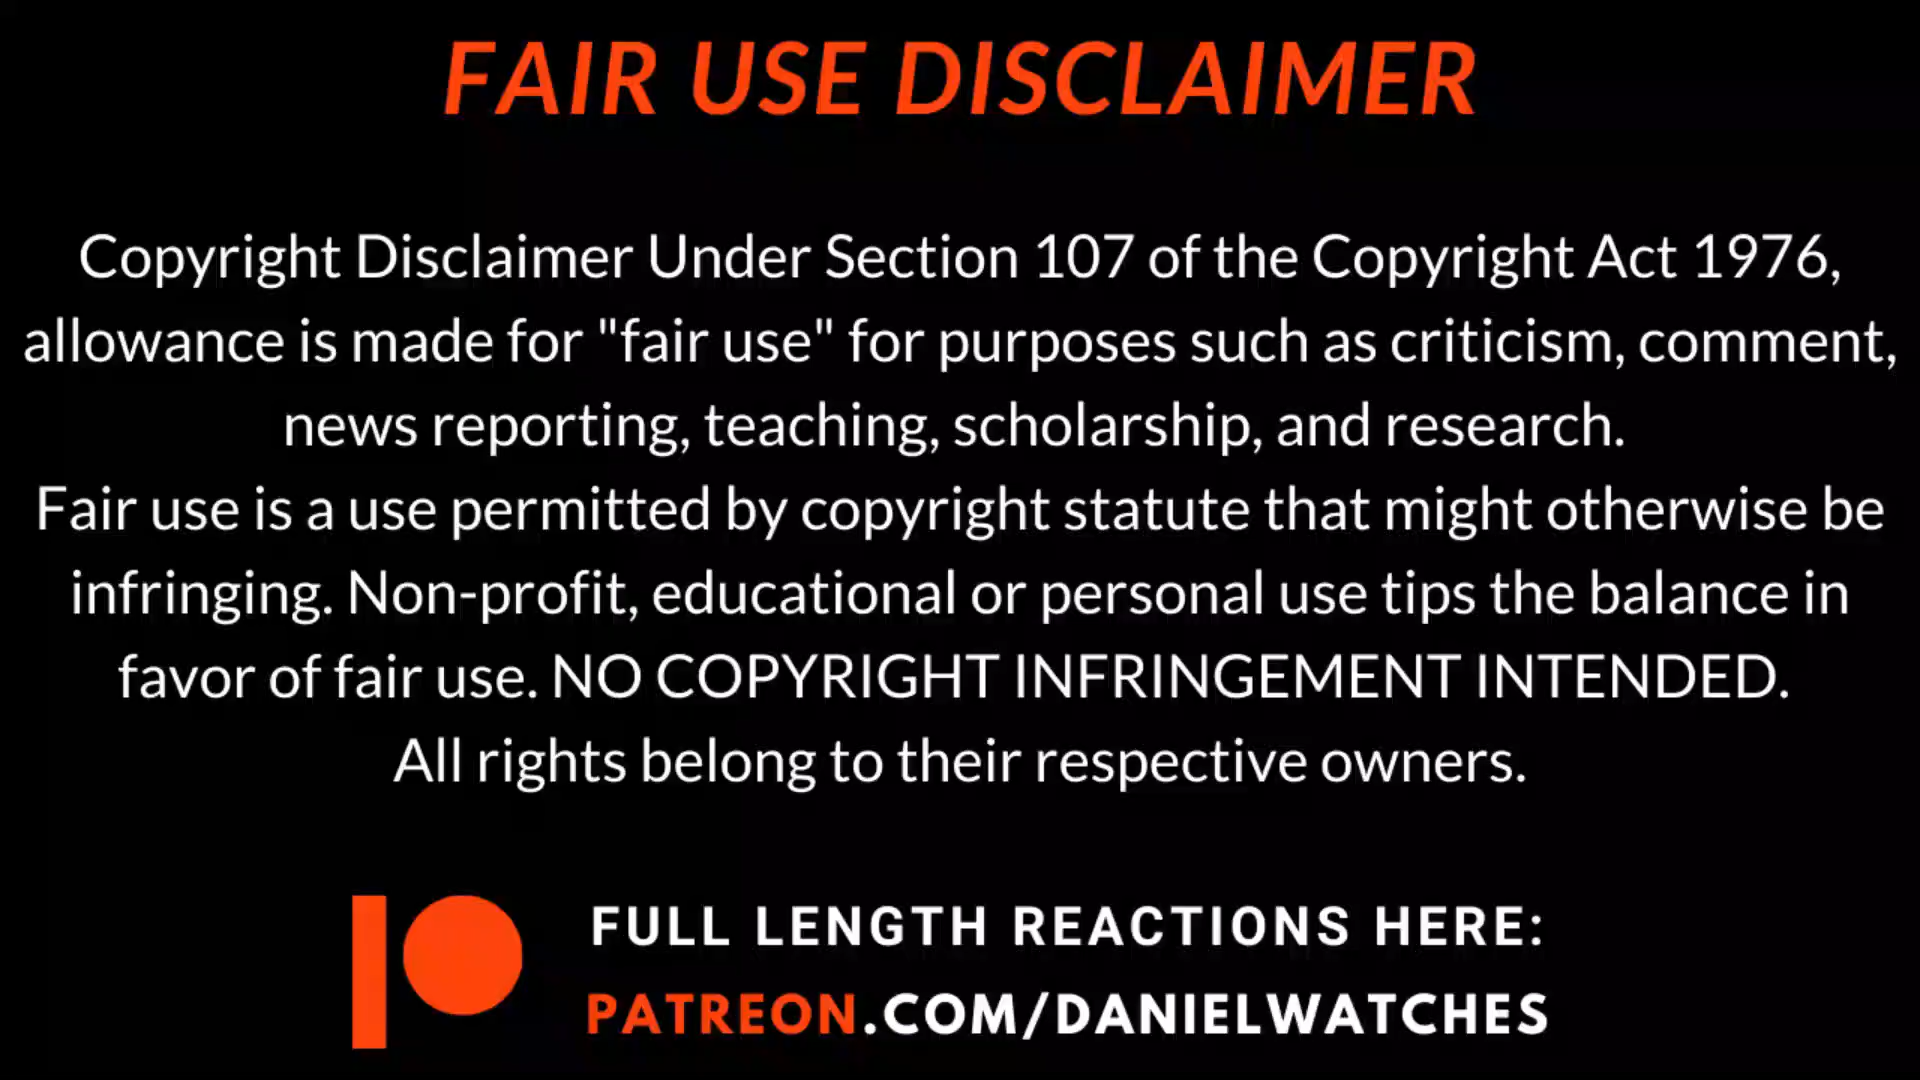 FAIR USE DISCLAIMER
Copyright Disclaimer Under Section 107 of the Copyright Act 1976,
allowance is made for "fair use" for purposes such as criticism, comment,
news reporting, teaching, scholarship, and research.
Fair use is a use permitted by copyright statute that might otherwise be
infringing. Non-profit, educational or personal use tips the balance in
favor of fair use. NO COPYRIGHT INFRINGEMENT INTENDED.
All rights belong to their respective owners.
FULL LENGTH REACTIONS HERE:
PATREON.COM/DANIELWATCHES